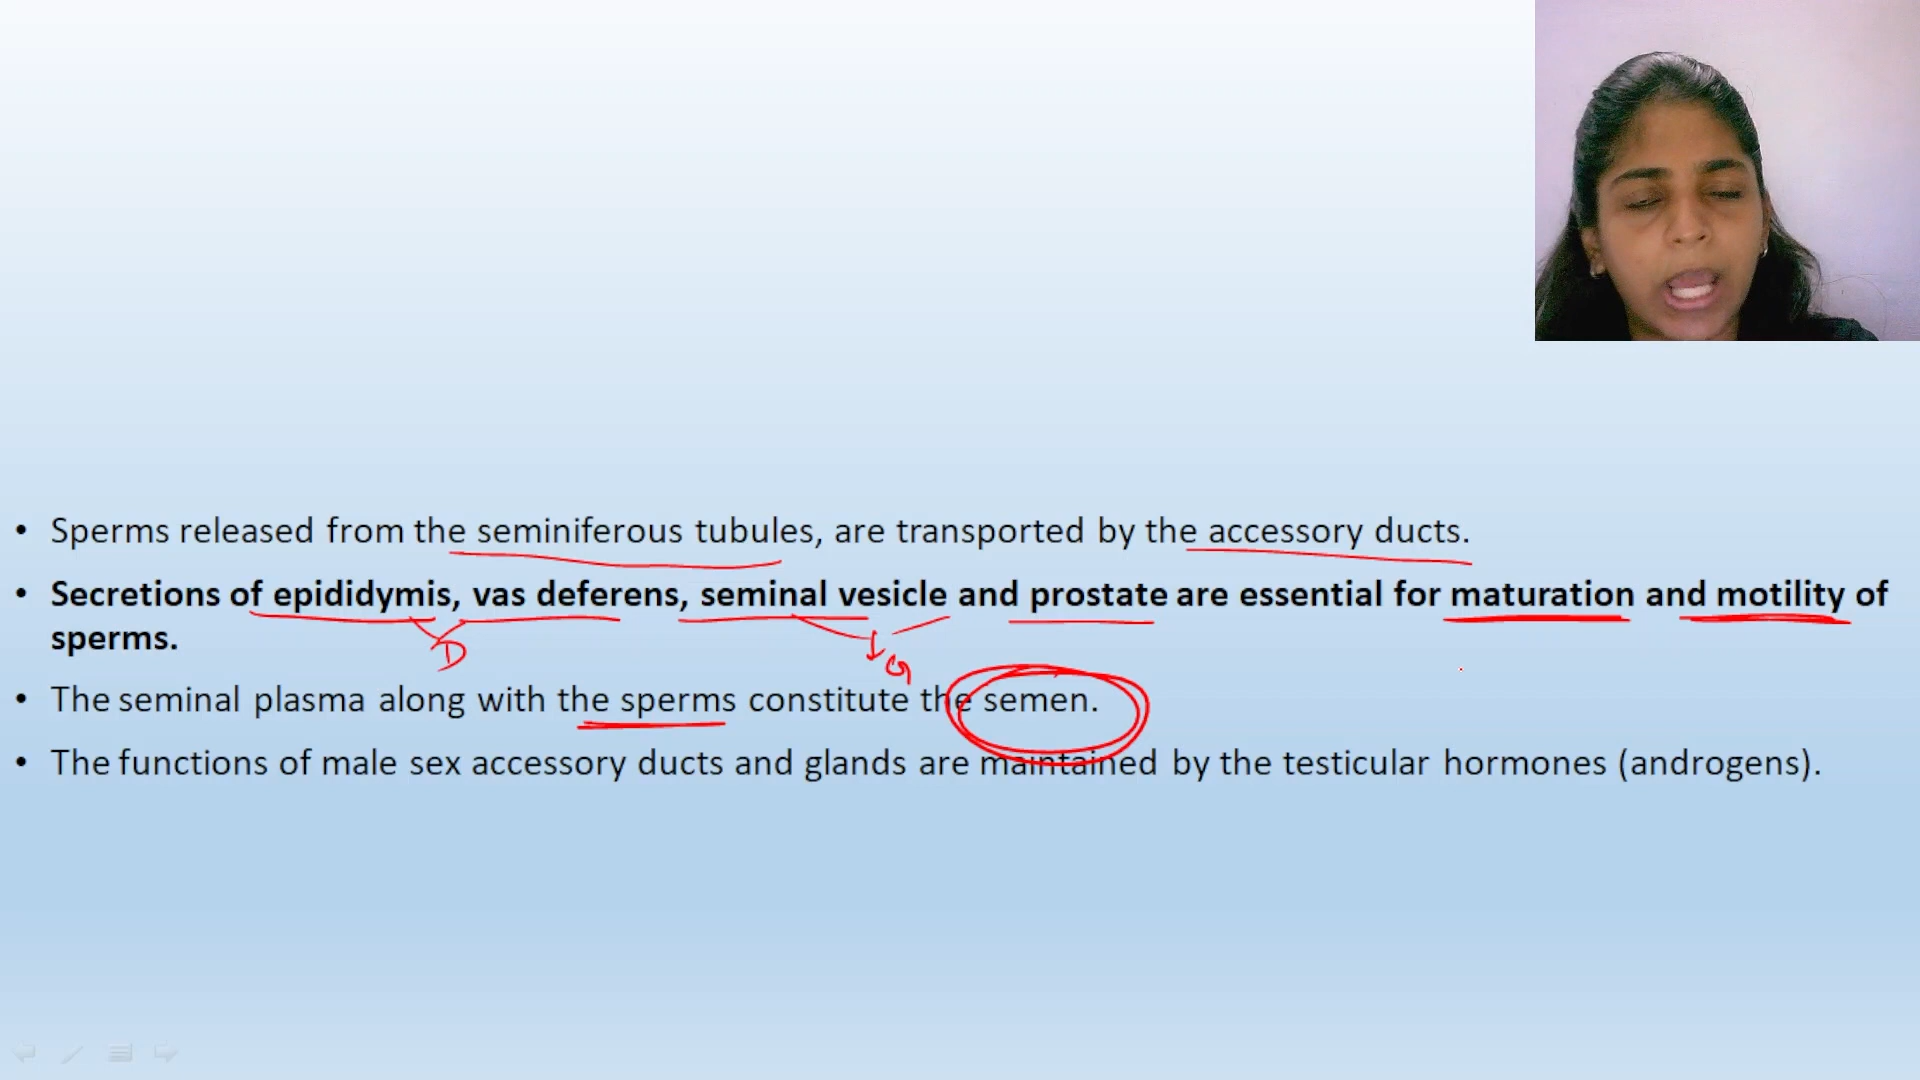 • Sperms released from the seminiferous tubules, are transported by the accessory ducts.
• Secretions of epididymis, vas deferens, seminal vesicle and prostate are essential for maturation and motility of
sperms.
D
G
• The seminal plasma along with the sperms constitute the semen.
• The functions of male sex accessory ducts and glands are maintained by the testicular hormones (androgens).